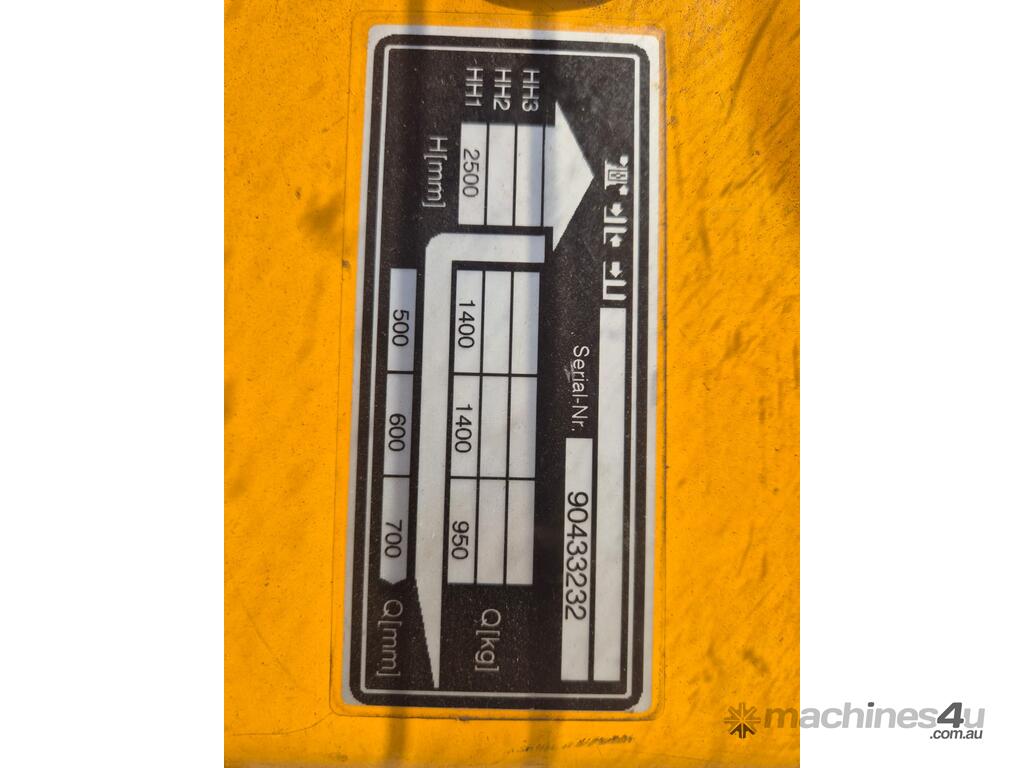 Serial-Nr. 90433232
HH3
HH2
HH1 2500 1400 1400 950 Q[kg]
H[mm]
500 600 700 Q[mm]
machines4u
.com.au